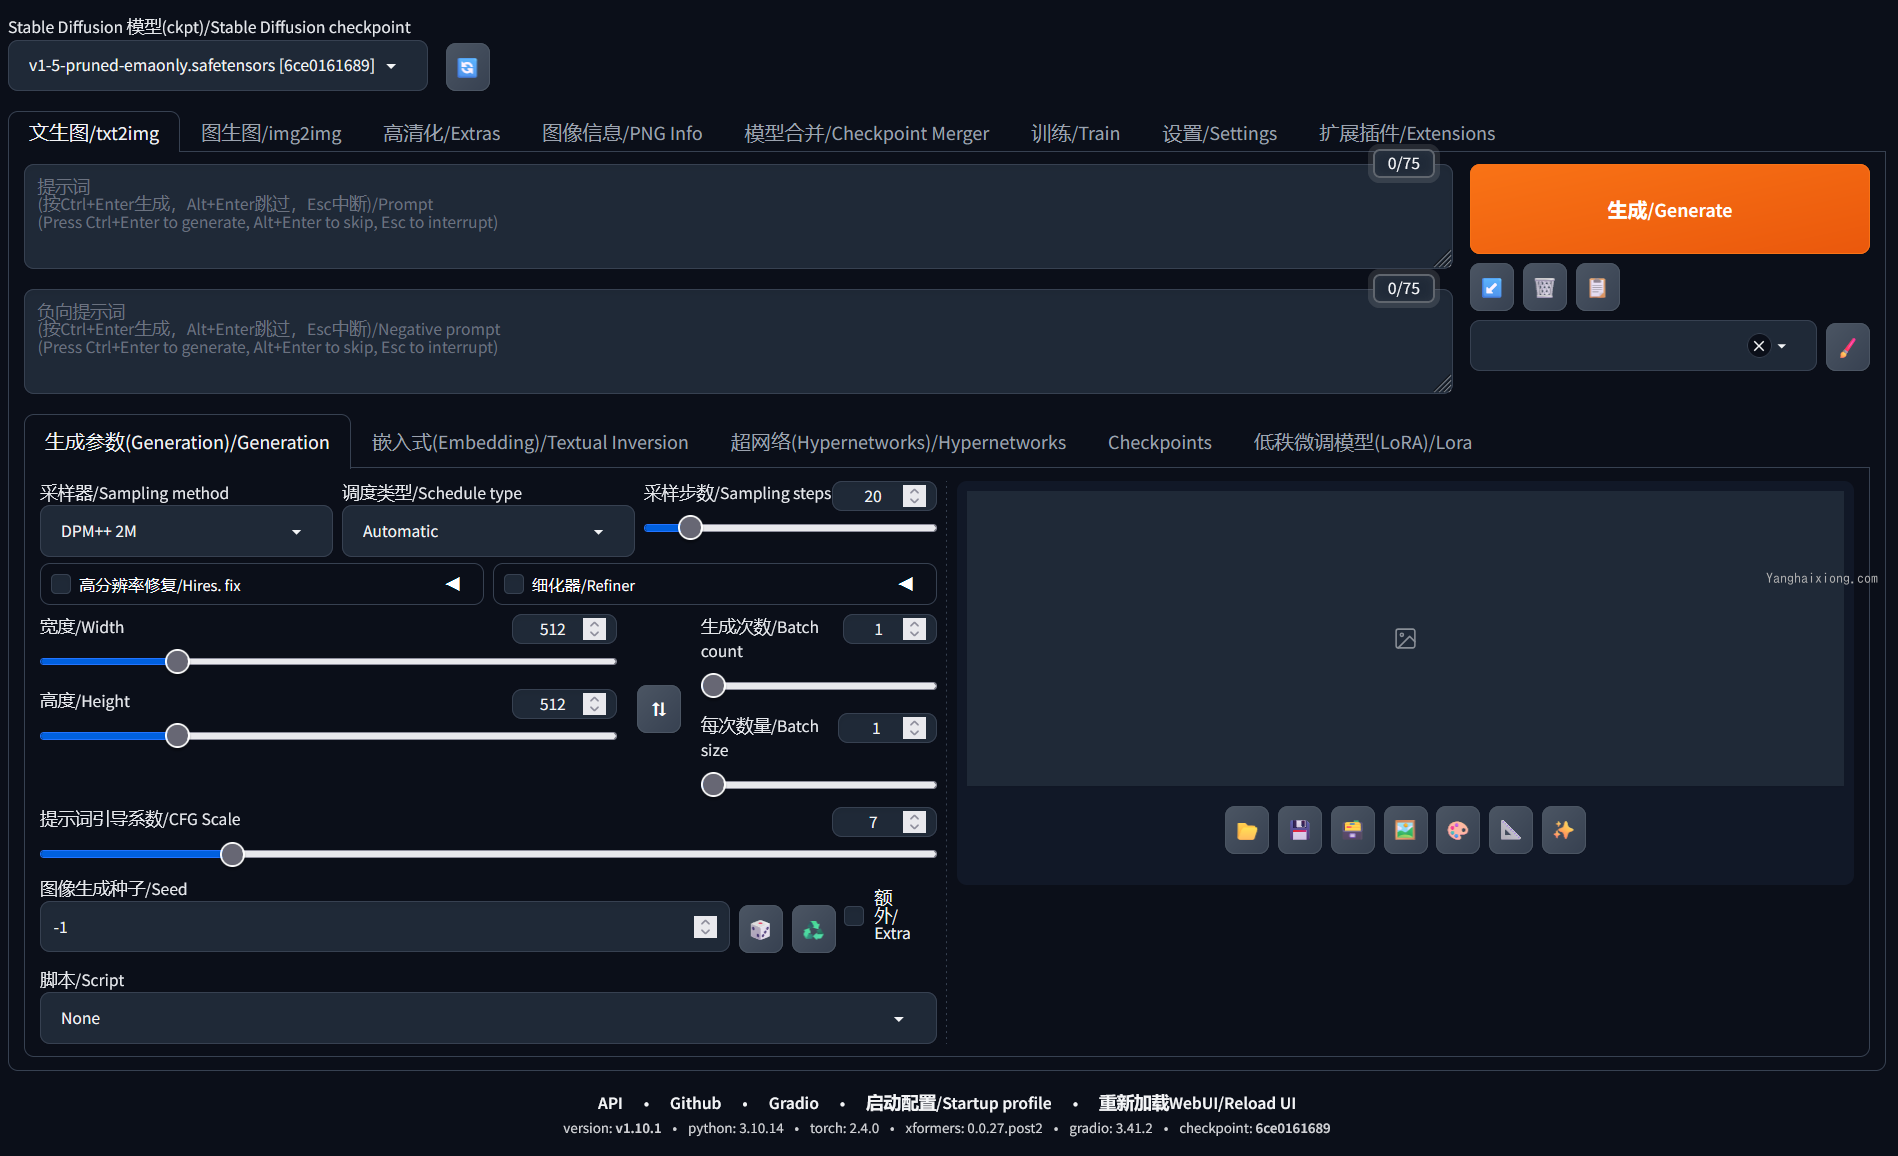 Stable Diffusion 模型(ckpt)/Stable Diffusion checkpoint
v1-5-pruned-emaonly.safetensors [6ce0161689]
文生图/txt2img
图生图/img2img
高清化/Extras
图像信息/PNG Info
模型合并/Checkpoint Merger
训练/Train
设置/Settings
扩展插件/Extensions
0/75
提示词
(按Ctrl+Enter生成，Alt+Enter跳过，Esc中断)/Prompt
(Press Ctrl+Enter to generate, Alt+Enter to skip, Esc to interrupt)
生成/Generate
0/75
负向提示词
(按Ctrl+Enter生成，Alt+Enter跳过，Esc中断)/Negative prompt
(Press Ctrl+Enter to generate, Alt+Enter to skip, Esc to interrupt)
生成参数(Generation)/Generation
嵌入式(Embedding)/Textual Inversion
超网络(Hypernetworks)/Hypernetworks
Checkpoints
低秩微调模型(LoRA)/Lora
采样器/Sampling method
DPM++ 2M
调度类型/Schedule type
Automatic
采样步数/Sampling steps
20
高分辨率修复/Hires. fix
细化器/Refiner
宽度/Width
512
高度/Height
512
生成次数/Batch
count
1
每次数量/Batch
size
1
提示词引导系数/CFG Scale
7
图像生成种子/Seed
-1
额
外/
Extra
脚本/Script
None
Yanghaixiong.com
API • Github • Gradio • 启动配置/Startup profile • 重新加载WebUI/Reload UI
version: v1.10.1 • python: 3.10.14 • torch: 2.4.0 • xformers: 0.0.27.post2 • gradio: 3.41.2 • checkpoint: 6ce0161689